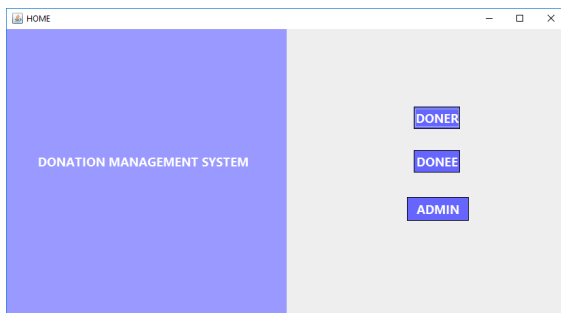 HOME
DONATION MANAGEMENT SYSTEM
DONER
DONEE
ADMIN